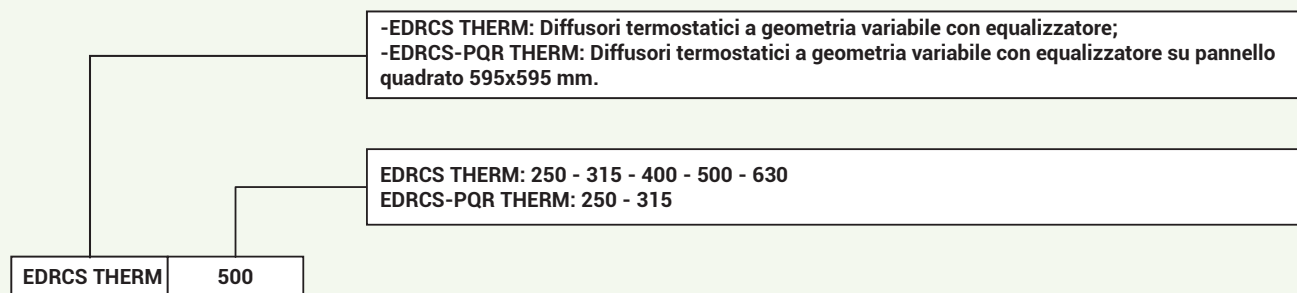 -EDRCS THERM: Diffusori termostatici a geometria variabile con equalizzatore;
-EDRCS-PQR THERM: Diffusori termostatici a geometria variabile con equalizzatore su pannello
quadrato 595x595 mm.
EDRCS THERM: 250 - 315 - 400 - 500 - 630
EDRCS-PQR THERM: 250 - 315
EDRCS THERM 500